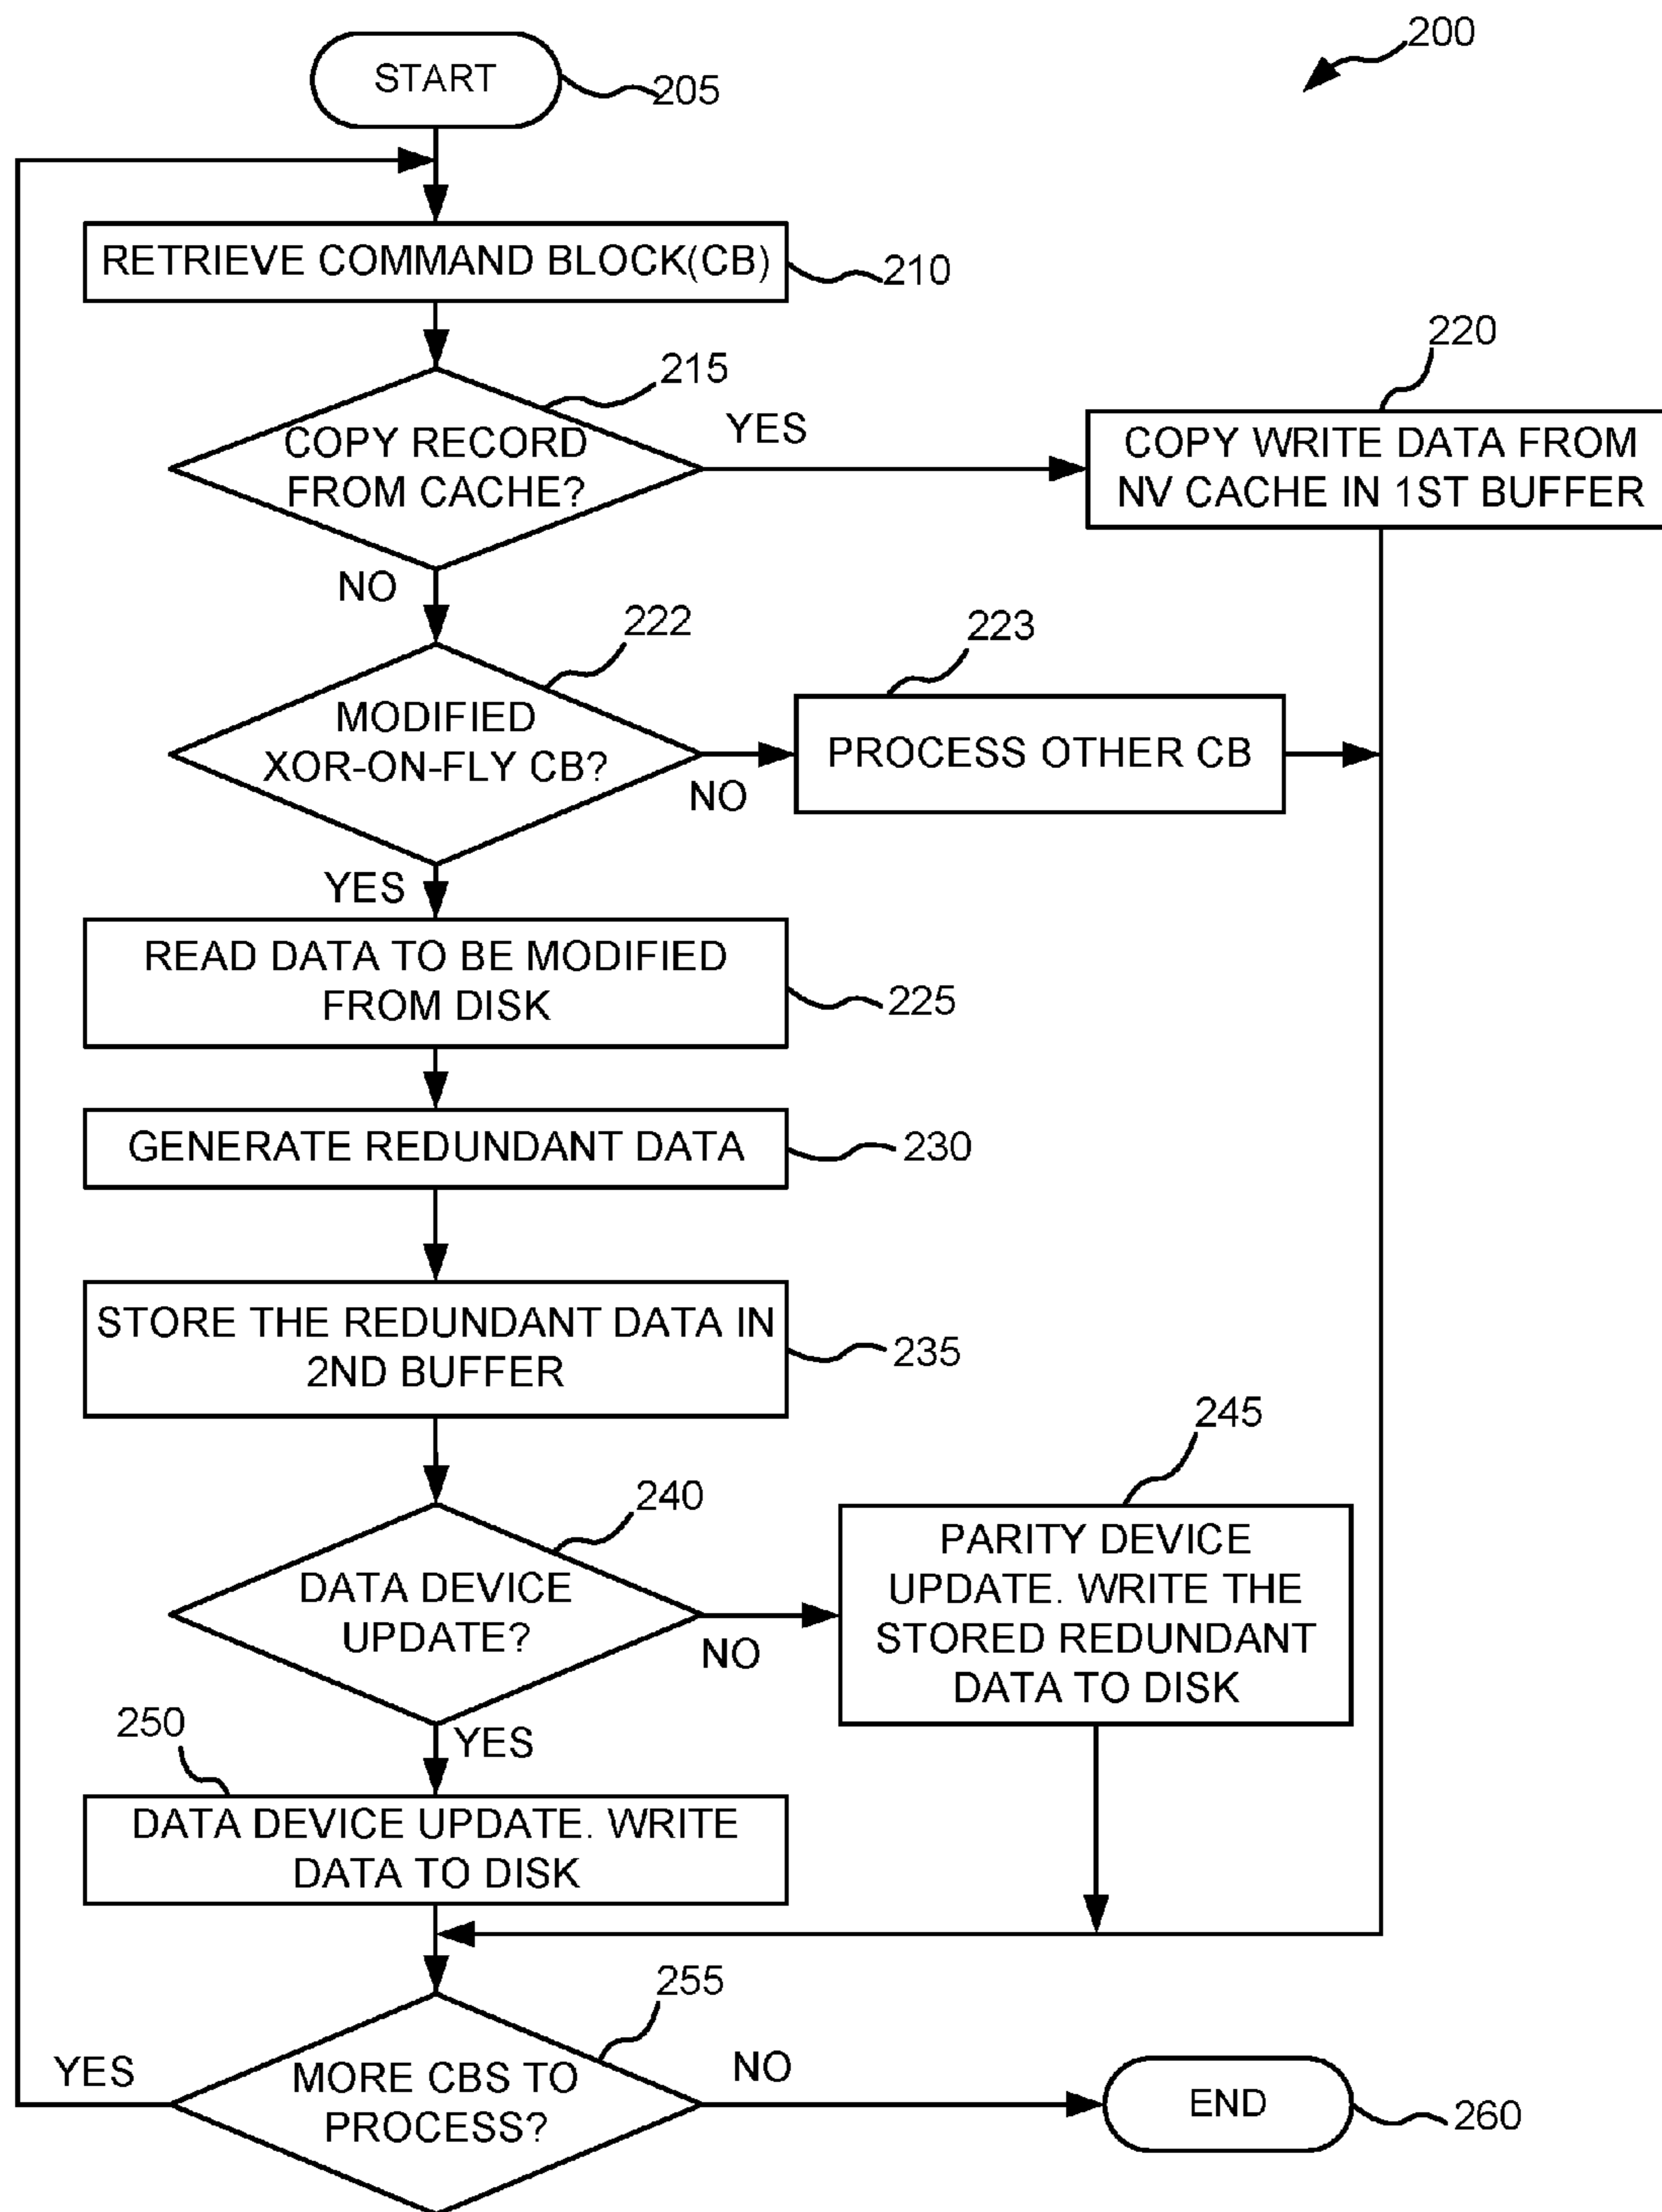 200
START
205
RETRIEVE COMMAND BLOCK(CB)
210
215
COPY RECORD
FROM CACHE?
YES
NO
220
COPY WRITE DATA FROM
NV CACHE IN 1ST BUFFER
222
MODIFIED
XOR-ON-FLY CB?
NO
YES
223
PROCESS OTHER CB
READ DATA TO BE MODIFIED
FROM DISK
225
GENERATE REDUNDANT DATA
230
STORE THE REDUNDANT DATA IN
2ND BUFFER
235
240
DATA DEVICE
UPDATE?
NO
YES
245
PARITY DEVICE
UPDATE. WRITE THE
STORED REDUNDANT
DATA TO DISK
250
DATA DEVICE UPDATE. WRITE
DATA TO DISK
255
YES
MORE CBS TO
PROCESS?
NO
END
260